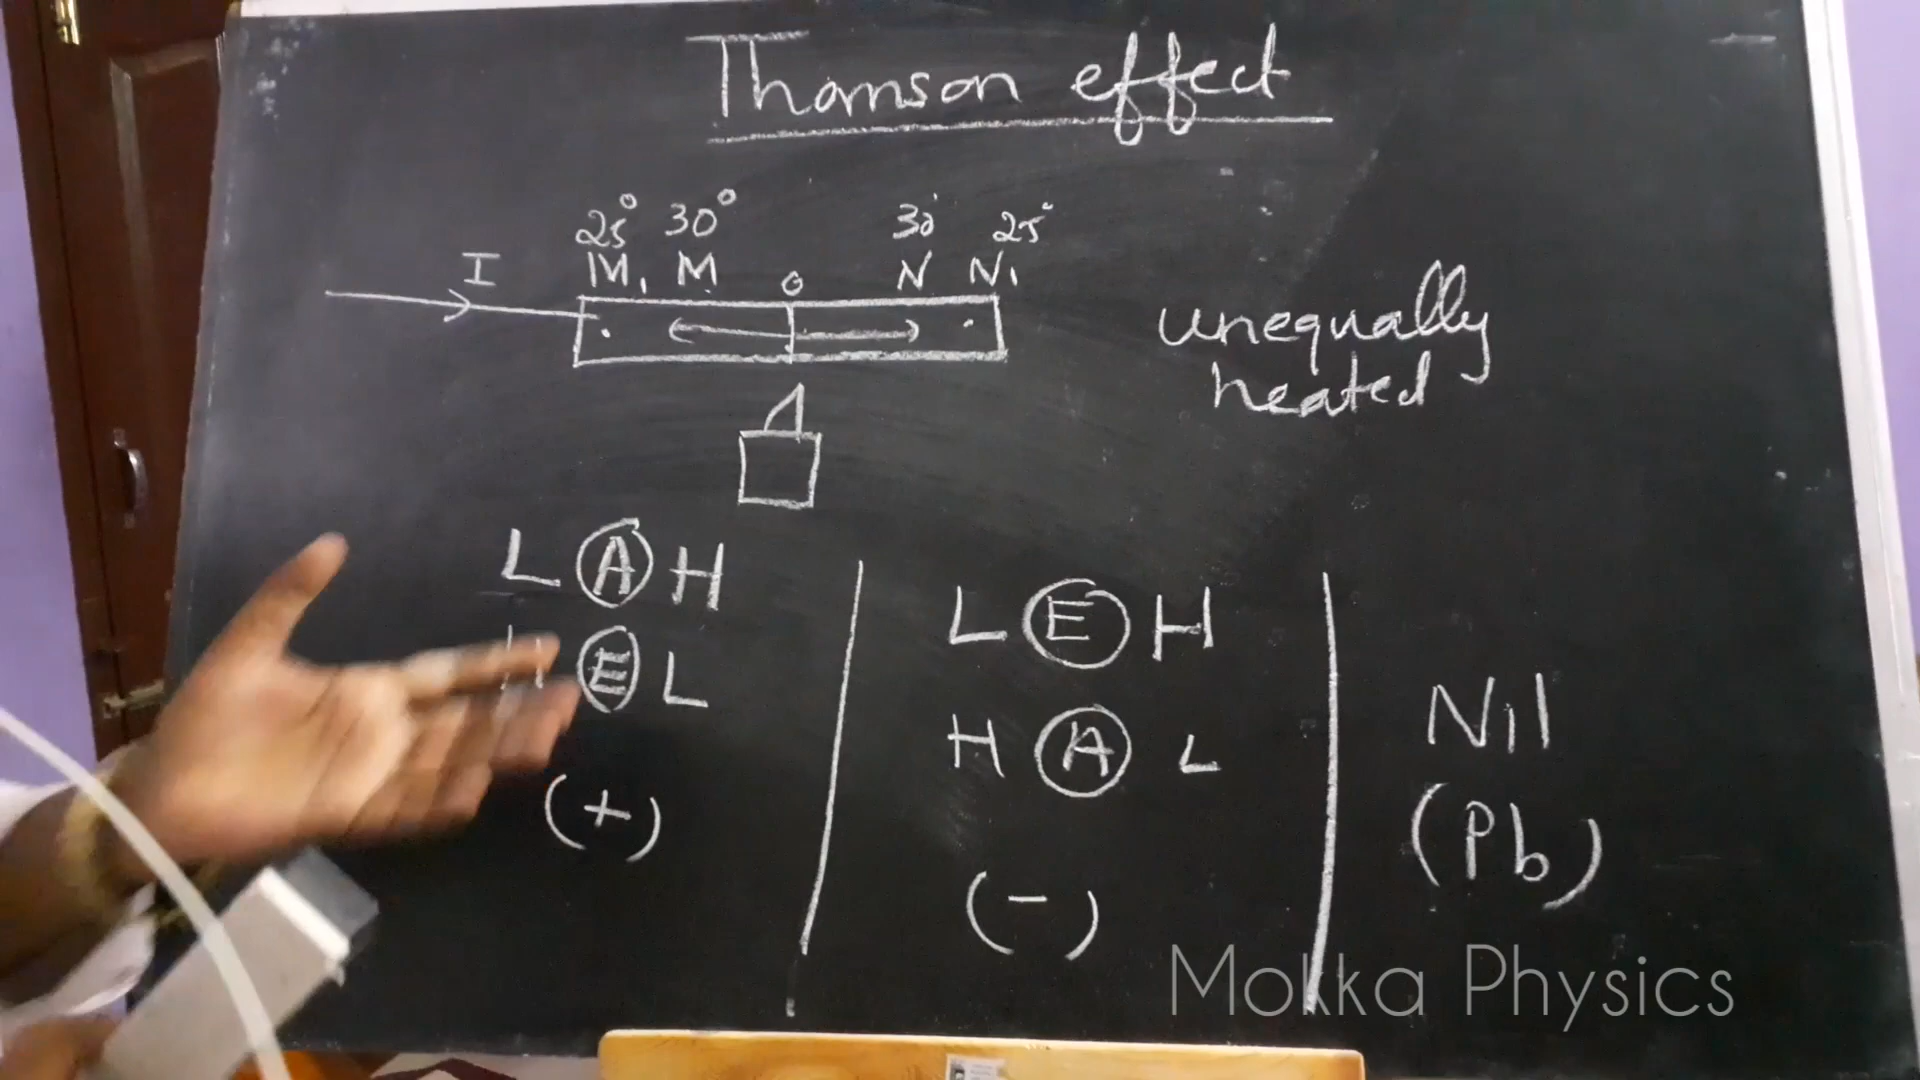 Thomson effect
25° 30° 30° 25°
I M₁ M O N N₁
unequally
heated
L A H
H E L
(+)
L E H
H A L
(-)
Nil
(Pb)
Mokka Physics